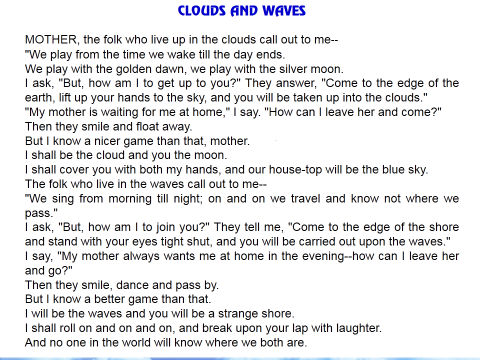 CLOUDS AND WAVES
MOTHER, the folk who live up in the clouds call out to me--
"We play from the time we wake till the day ends.
We play with the golden dawn, we play with the silver moon.
I ask, "But, how am I to get up to you?" They answer, "Come to the edge of the
earth, lift up your hands to the sky, and you will be taken up into the clouds."
"My mother is waiting for me at home," I say. "How can I leave her and come?"
Then they smile and float away.
But I know a nicer game than that, mother.
I shall be the cloud and you the moon.
I shall cover you with both my hands, and our house-top will be the blue sky.
The folk who live in the waves call out to me--
"We sing from morning till night; on and on we travel and know not where we
pass."
I ask, "But, how am I to join you?" They tell me, "Come to the edge of the shore
and stand with your eyes tight shut, and you will be carried out upon the waves."
I say, "My mother always wants me at home in the evening--how can I leave her
and go?"
Then they smile, dance and pass by.
But I know a better game than that.
I will be the waves and you will be a strange shore.
I shall roll on and on and on, and break upon your lap with laughter.
And no one in the world will know where we both are.